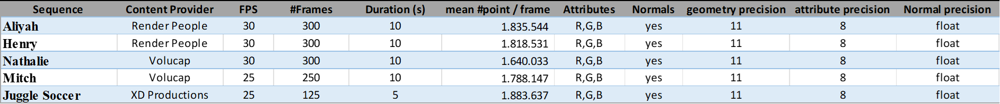 Sequence Content Provider FPS #Frames Duration (s) mean #point / frame Attributes Normals geometry precision attribute precision Normal precision
Aliyah Render People 30 300 10 1.835.544 R,G,B yes 11 8 float
Henry Render People 30 300 10 1.818.531 R,G,B yes 11 8 float
Nathalie Volucap 30 300 10 1.640.033 R,G,B yes 11 8 float
Mitch Volucap 25 250 10 1.788.147 R,G,B yes 11 8 float
Juggle Soccer XD Productions 25 125 5 1.883.637 R,G,B yes 11 8 float